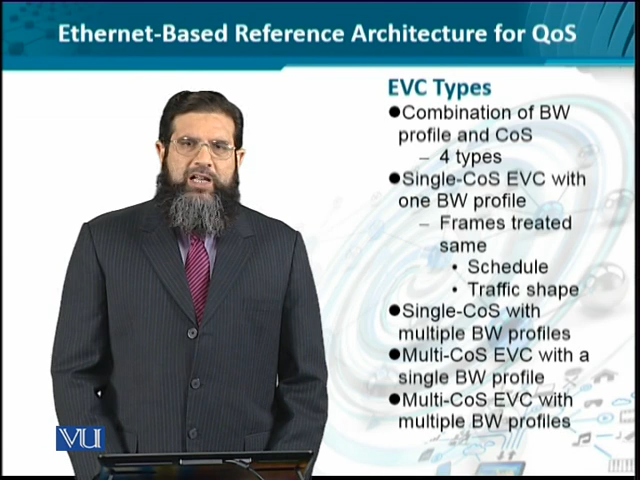 Ethernet-Based Reference Architecture for QoS
EVC Types
●Combination of BW
profile and CoS
– 4 types
●Single-CoS EVC with
one BW profile
– Frames treated
same
• Schedule
• Traffic shape
●Single-CoS with
multiple BW profiles
●Multi-CoS EVC with a
single BW profile
●Multi-CoS EVC with
multiple BW profiles
VU